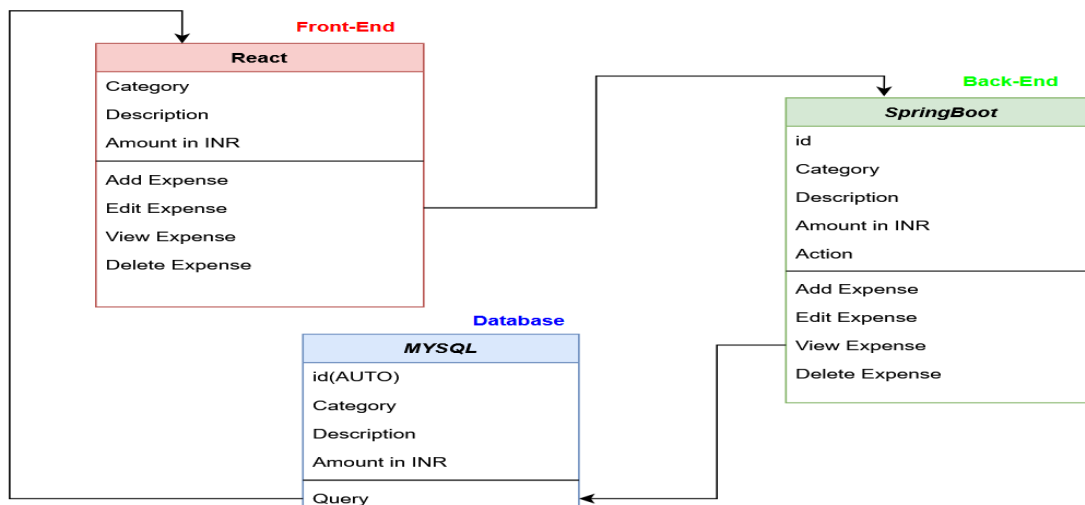 Front-End
React
Category
Description
Amount in INR
Add Expense
Edit Expense
View Expense
Delete Expense
Back-End
SpringBoot
id
Category
Description
Amount in INR
Action
Add Expense
Edit Expense
View Expense
Delete Expense
Database
MYSQL
id(AUTO)
Category
Description
Amount in INR
Query